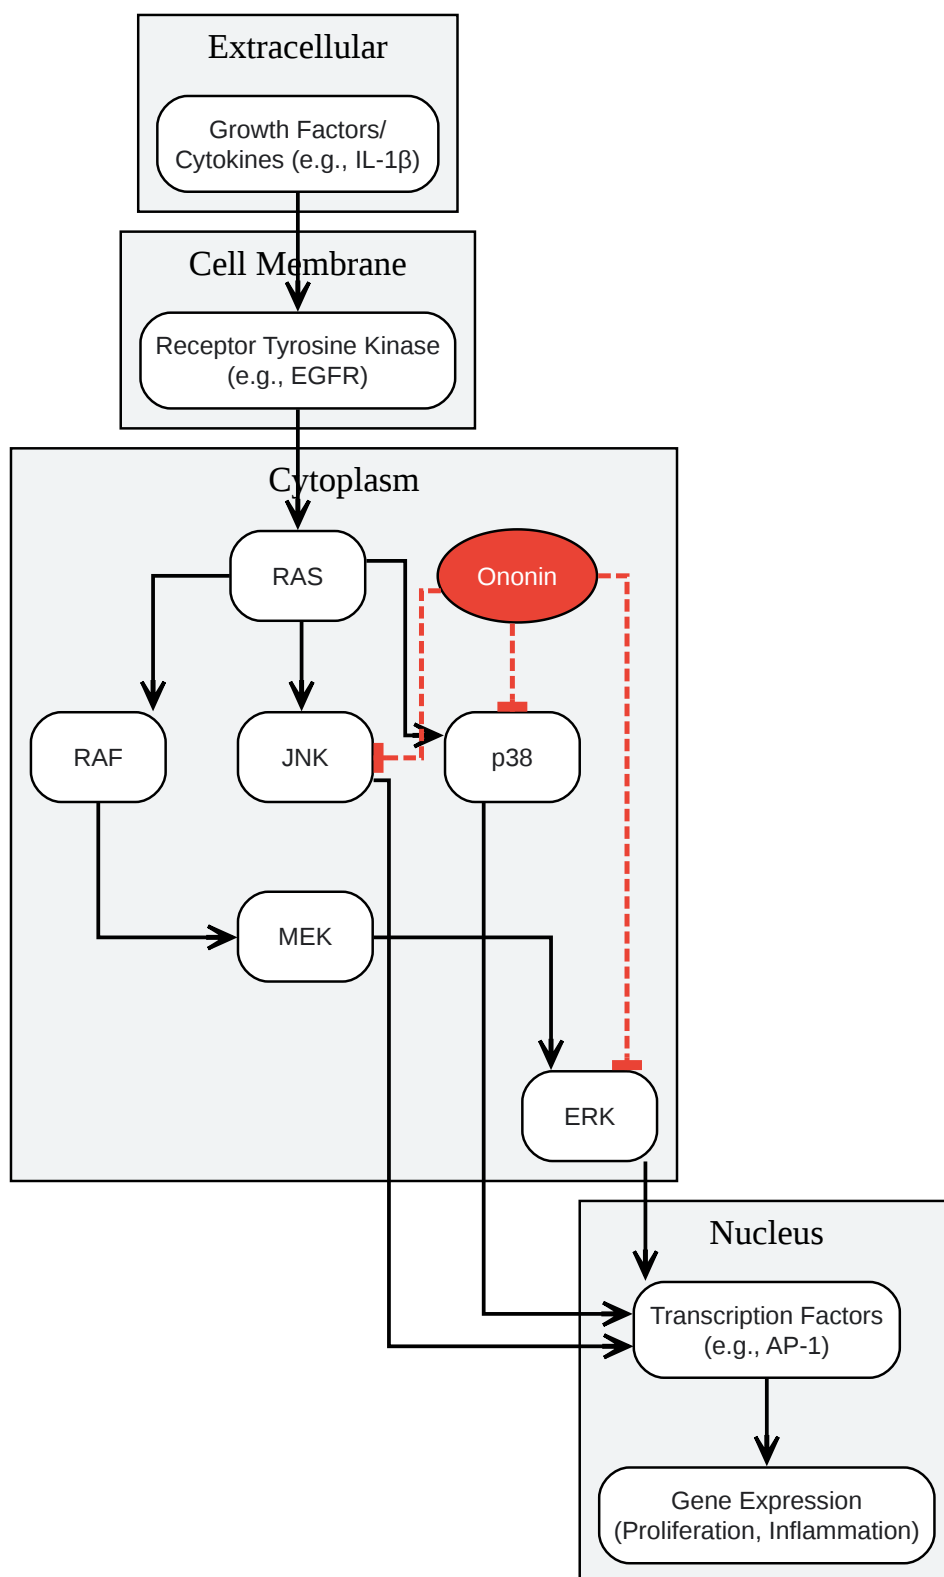 Extracellular
Growth Factors/
Cytokines (e.g., IL-1β)
Cell Membrane
Receptor Tyrosine Kinase
(e.g., EGFR)
Cytoplasm
RAS
Ononin
RAF
JNK
p38
MEK
ERK
Nucleus
Transcription Factors
(e.g., AP-1)
Gene Expression
(Proliferation, Inflammation)